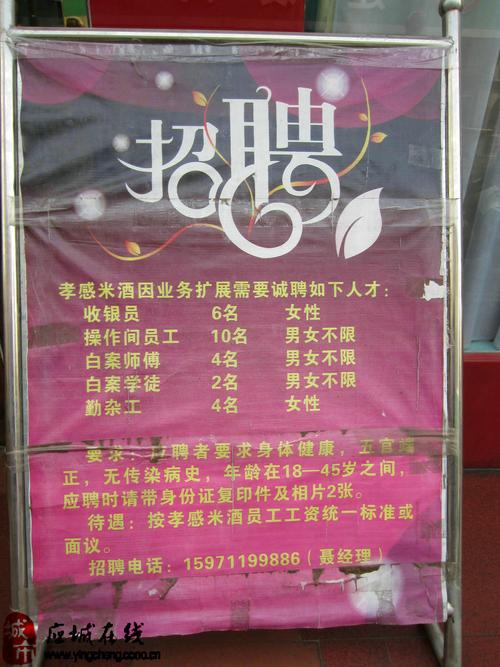 招聘
孝感米酒因业务扩展需要诚聘如下人才：
收银员 6名 女性
操作间员工 10名 男女不限
白案师傅 4名 男女不限
白案学徒 2名 男女不限
勤杂工 4名 女性
要求：应聘者要求身体健康，五官端
正，无传染病史，年龄在18—45岁之间，
应聘时请带身份证复印件及相片2张。
待遇：按孝感米酒员工工资统一标准或
面议。
招聘电话：15971199886（聂经理）
城市 应城在线
www.yingcheng.com.cn